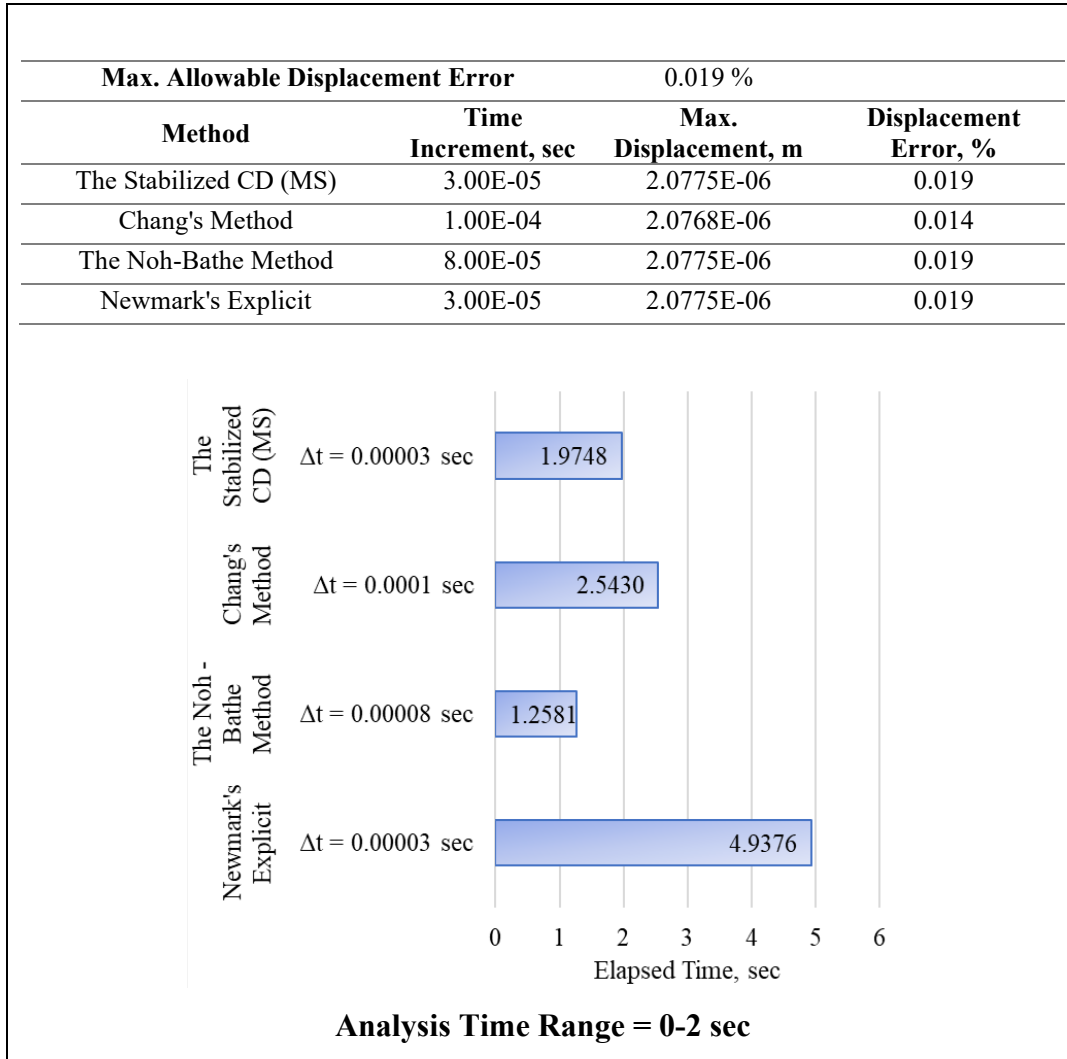 Max. Allowable Displacement Error 0.019 %
Method Time Increment, sec Max. Displacement, m Displacement Error, %
The Stabilized CD (MS) 3.00E-05 2.0775E-06 0.019
Chang's Method 1.00E-04 2.0768E-06 0.014
The Noh-Bathe Method 8.00E-05 2.0775E-06 0.019
Newmark's Explicit 3.00E-05 2.0775E-06 0.019
The
Stabilized
CD (MS)
Δt = 0.00003 sec
1.9748
Chang's
Method
Δt = 0.0001 sec
2.5430
The Noh -
Bathe
Method
Δt = 0.00008 sec
1.2581
Newmark's
Explicit
Δt = 0.00003 sec
4.9376
0 1 2 3 4 5 6
Elapsed Time, sec
Analysis Time Range = 0-2 sec